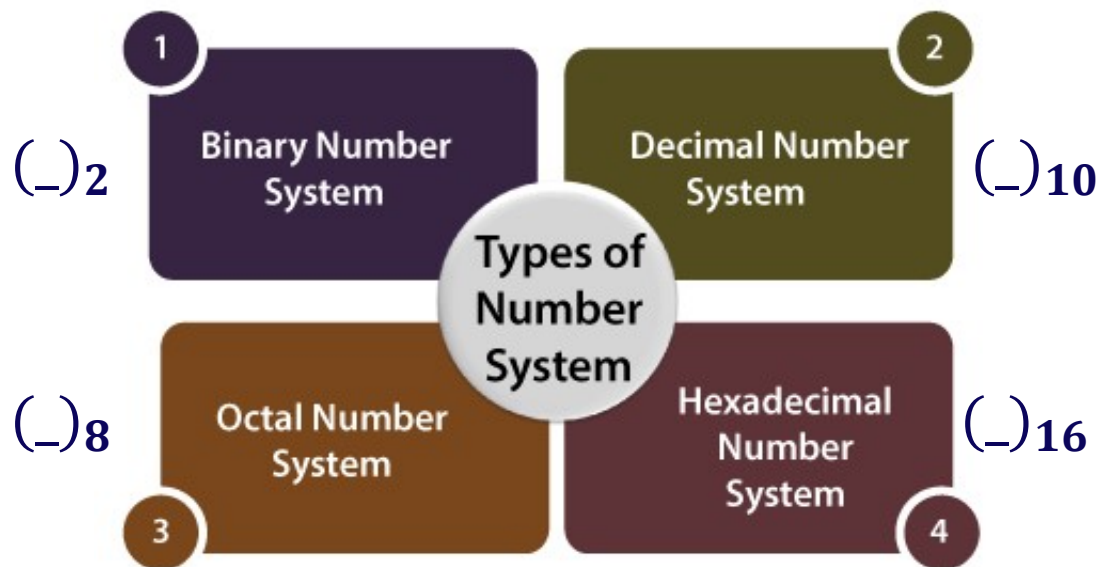 1
Binary Number
System
(_)2
2
Decimal Number
System
(_)10
Types of
Number
System
3
Octal Number
System
(_)8
4
Hexadecimal
Number
System
(_)16